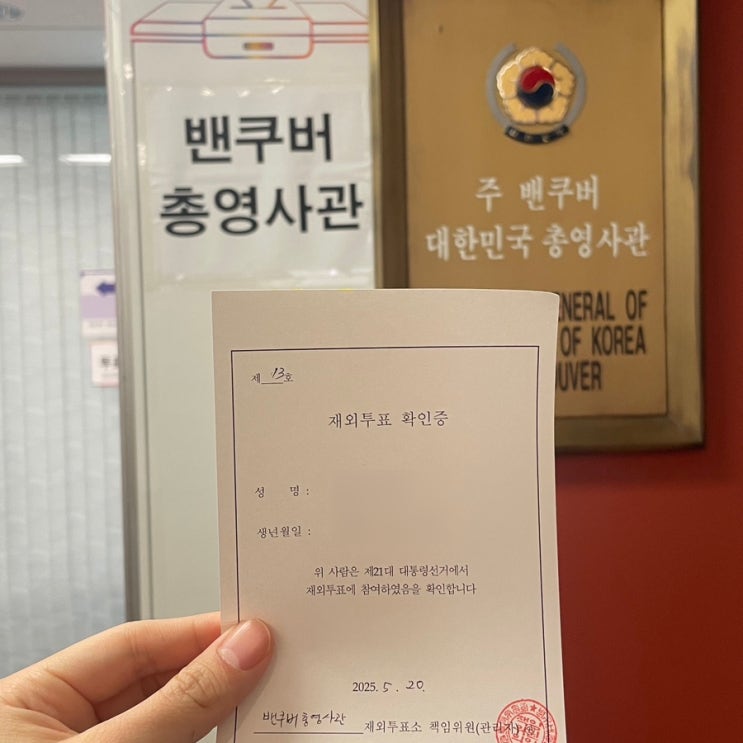 밴쿠버
총영사관
주 밴쿠버
대한민국 총영사관
GENERAL OF
OF KOREA
제 13 호
재외투표 확인증
성 명 :
생년월일 :
위 사람은 제21대 대통령선거에서
재외투표에 참여하였음을 확인합니다
2025. 5. 20.
밴쿠버총영사관 재외투표소 책임위원(관리자)